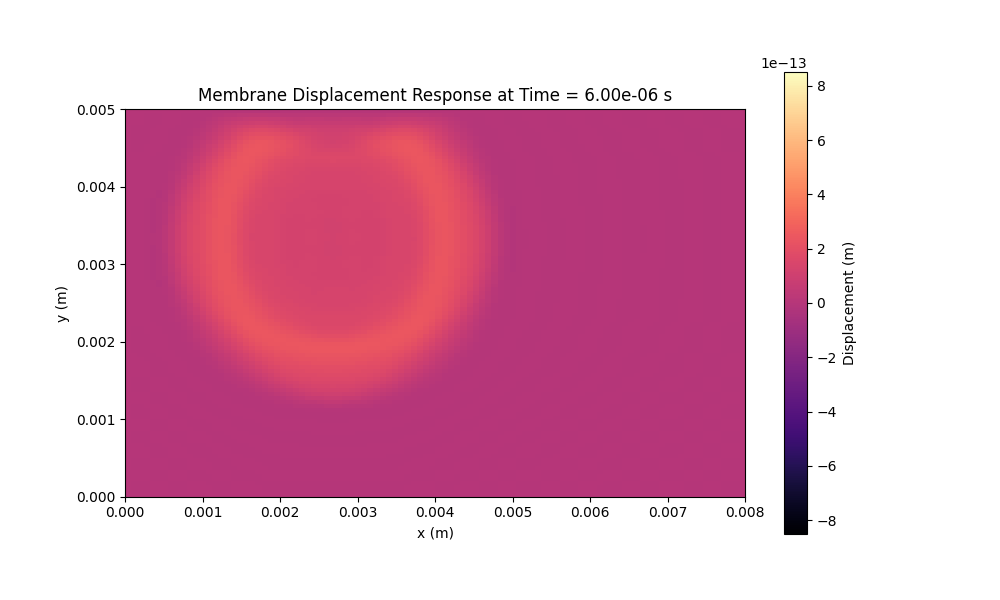 1e−13
Membrane Displacement Response at Time = 6.00e-06 s
0.005
0.004
0.003
0.002
0.001
0.000
y (m)
0.000 0.001 0.002 0.003 0.004 0.005 0.006 0.007 0.008
x (m)
8
6
4
2
0
−2
−4
−6
−8
Displacement (m)